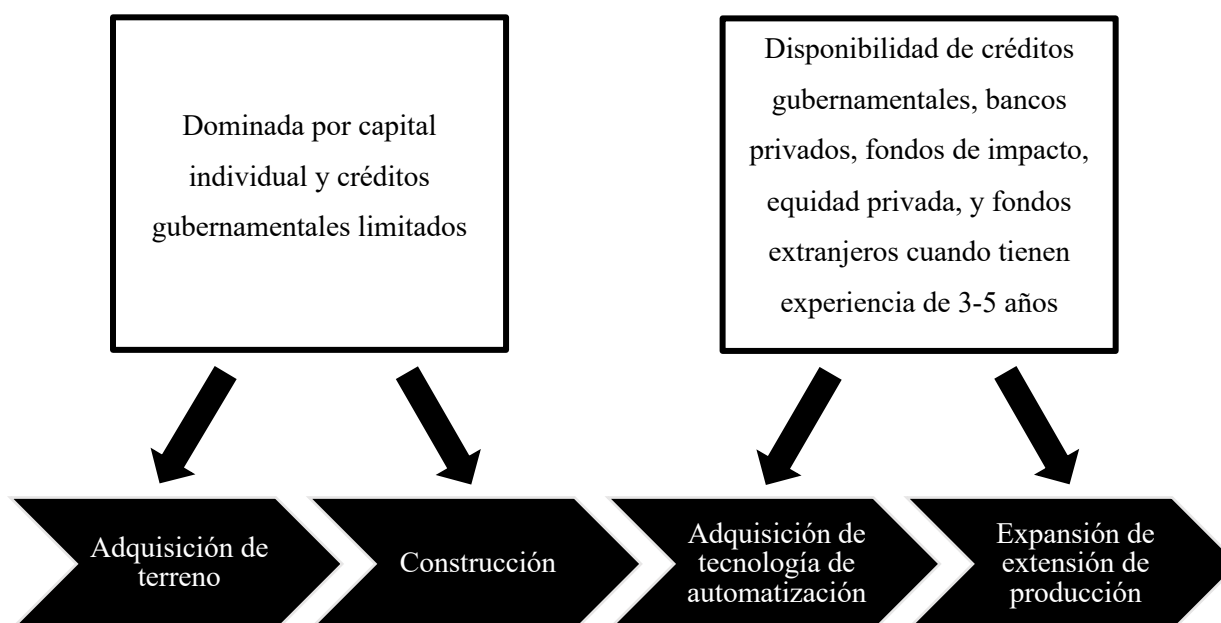 Dominada por capital
individual y créditos
gubernamentales limitados
Disponibilidad de créditos
gubernamentales, bancos
privados, fondos de impacto,
equidad privada, y fondos
extranjeros cuando tienen
experiencia de 3-5 años
Adquisición de
terreno
Construcción
Adquisición de
tecnología de
automatización
Expansión de
extensión de
producción